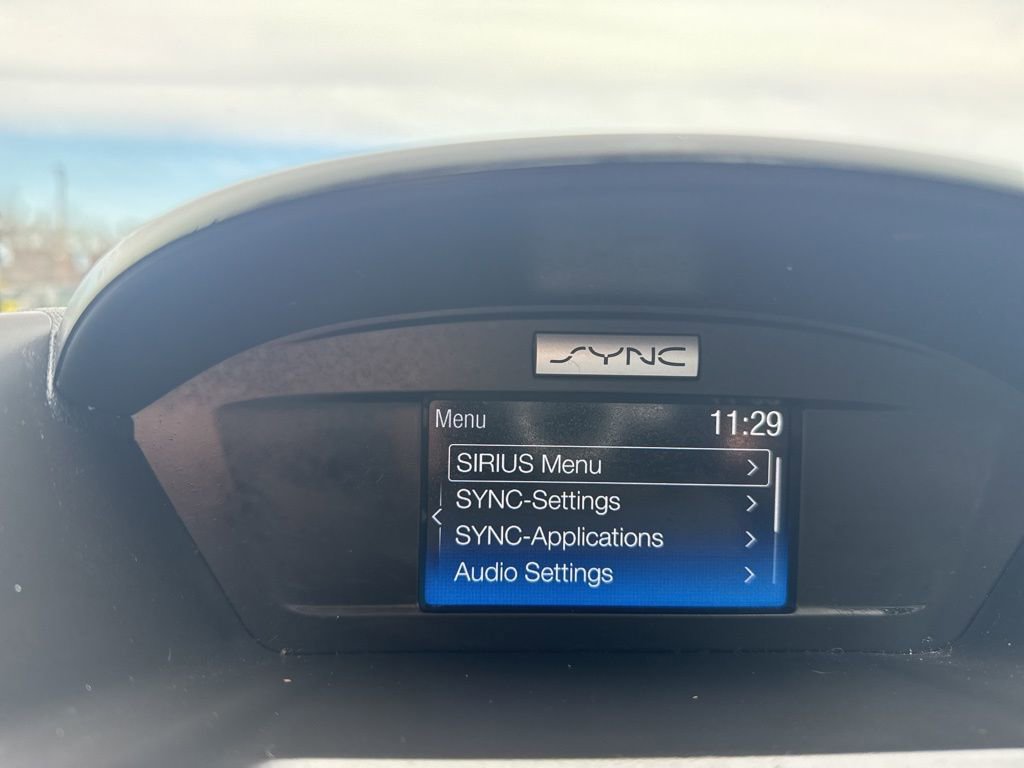 SYNC
Menu 11:29
SIRIUS Menu
SYNC-Settings
SYNC-Applications
Audio Settings